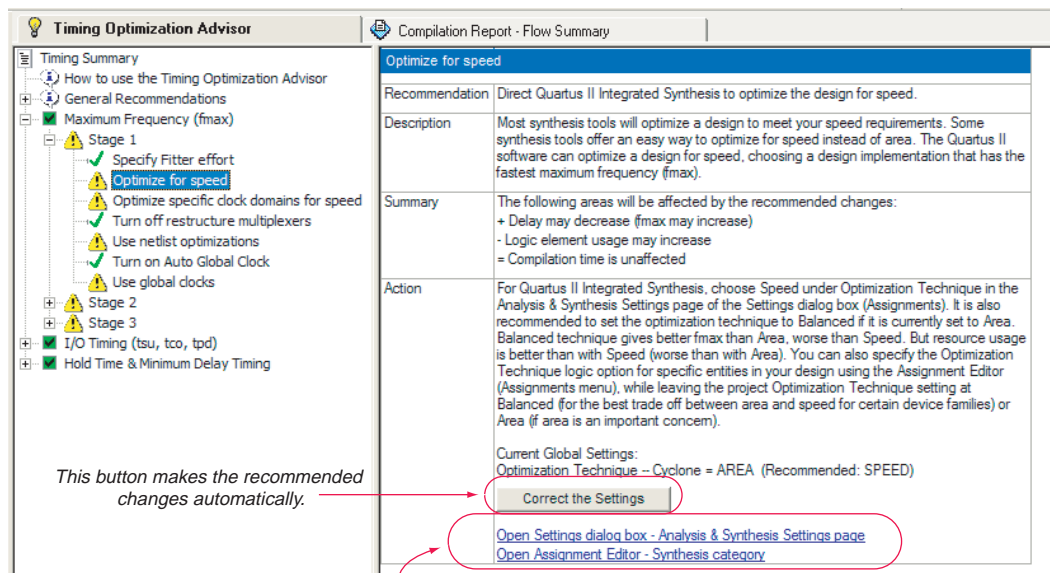 Timing Optimization Advisor
Compilation Report - Flow Summary
Timing Summary
How to use the Timing Optimization Advisor
General Recommendations
Maximum Frequency (fmax)
Stage 1
Specify Fitter effort
Optimize for speed
Optimize specific clock domains for speed
Turn off restructure multiplexers
Use netlist optimizations
Turn on Auto Global Clock
Use global clocks
Stage 2
Stage 3
I/O Timing (tsu, tco, tpd)
Hold Time & Minimum Delay Timing
This button makes the recommended
changes automatically.
Optimize for speed
Recommendation
Direct Quartus II Integrated Synthesis to optimize the design for speed.
Description
Most synthesis tools will optimize a design to meet your speed requirements. Some
synthesis tools offer an easy way to optimize for speed instead of area. The Quartus II
software can optimize a design for speed, choosing a design implementation that has the
fastest maximum frequency (fmax).
Summary
The following areas will be affected by the recommended changes:
+ Delay may decrease (fmax may increase)
- Logic element usage may increase
= Compilation time is unaffected
Action
For Quartus II Integrated Synthesis, choose Speed under Optimization Technique in the
Analysis & Synthesis Settings page of the Settings dialog box (Assignments). It is also
recommended to set the optimization technique to Balanced if it is currently set to Area.
Balanced technique gives better fmax than Area, worse than Speed. But resource usage
is better than with Speed (worse than with Area). You can also specify the Optimization
Technique logic option for specific entities in your design using the Assignment Editor
(Assignments menu), while leaving the project Optimization Technique setting at
Balanced (for the best trade off between area and speed for certain device families) or
Area (if area is an important concern).
Current Global Settings:
Optimization Technique -- Cyclone = AREA (Recommended: SPEED)
Correct the Settings
Open Settings dialog box - Analysis & Synthesis Settings page
Open Assignment Editor - Synthesis category